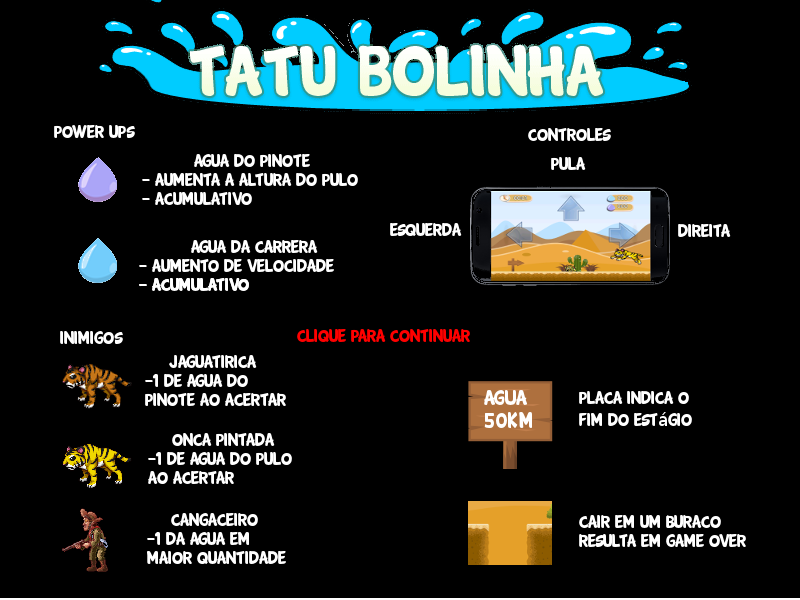 TATU BOLINHA
POWER UPS
AGUA DO PINOTE
- AUMENTA A ALTURA DO PULO
- ACUMULATIVO
AGUA DA CARRERA
- AUMENTO DE VELOCIDADE
- ACUMULATIVO
CONTROLES
PULA
ESQUERDA
DIREITA
CLIQUE PARA CONTINUAR
INIMIGOS
JAGUATIRICA
-1 DE AGUA DO
PINOTE AO ACERTAR
ONCA PINTADA
-1 DE AGUA DO PULO
AO ACERTAR
CANGACEIRO
-1 DA AGUA EM
MAIOR QUANTIDADE
AGUA
50KM
PLACA INDICA O
FIM DO ESTÁGIO
CAIR EM UM BURACO
RESULTA EM GAME OVER